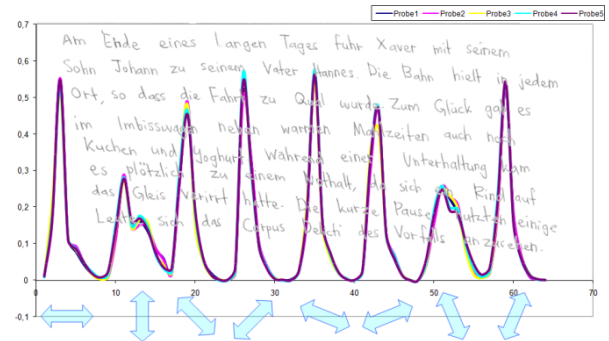 Probe1 Probe2 Probe3 Probe4 Probe5
0,7
0,6
0,5
0,4
0,3
0,2
0,1
0
-0,1
0 10 20 30 40 50 60 70
Am Ende eines langen Tages fuhr Xaver mit seinem
Sohn Johann zu seinem Vater Hannes. Die Bahn hielt in jedem
Ort, so dass die Fahrt zu Qual wurde. Zum Glück gab es
im Imbisswagen neben warmen Mahlzeiten auch noch
Kuchen und Yoghurt. Während einer Unterhaltung kam
es plötzlich zu einem Nothalt, da sich ein Rind auf
das Gleis verirrt hatte. Die kurze Pause nutzten einige
Leute, sich das Corpus Delicti des Vorfalls anzusehen.